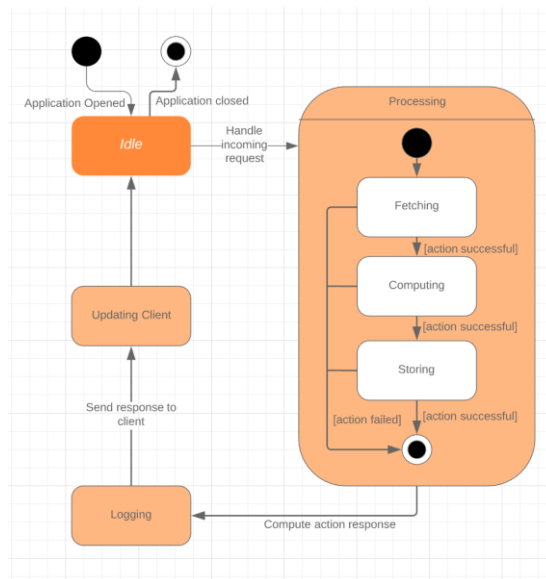 Application Opened
Application closed
Processing
Idle
Handle
incoming
request
Fetching
[action successful]
Computing
[action successful]
Storing
[action failed]
[action successful]
Updating Client
Send response to
client
Logging
Compute action response